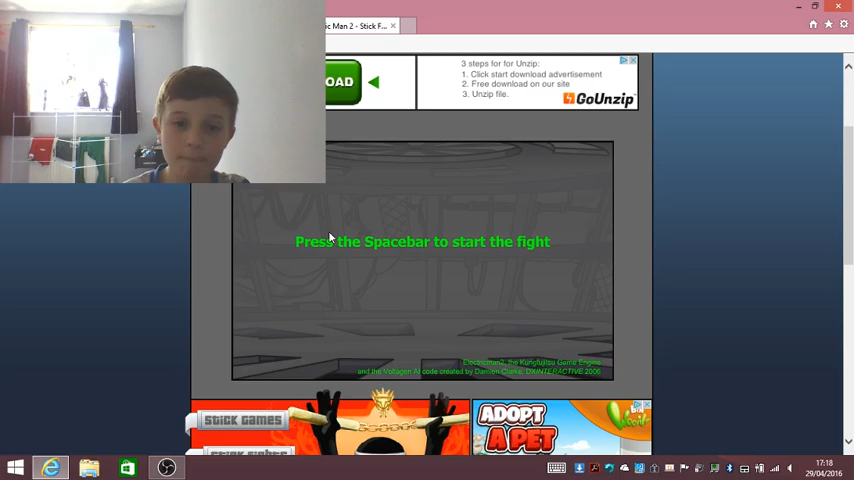 ic Man 2 - Stick F...
OAD
3 steps for for Unzip:
1. Click start download advertisement
2. Free download on our site
3. Unzip file.
GoUnzip
Press the Spacebar to start the fight
Electricman2, the Kungfujitsu Game Engine
and the Voltagen AI code created by Damien Clarke, DXINTERACTIVE 2006
STICK GAMES
STICK FIGHTS
ADOPT
A PET
17:18
29/04/2016